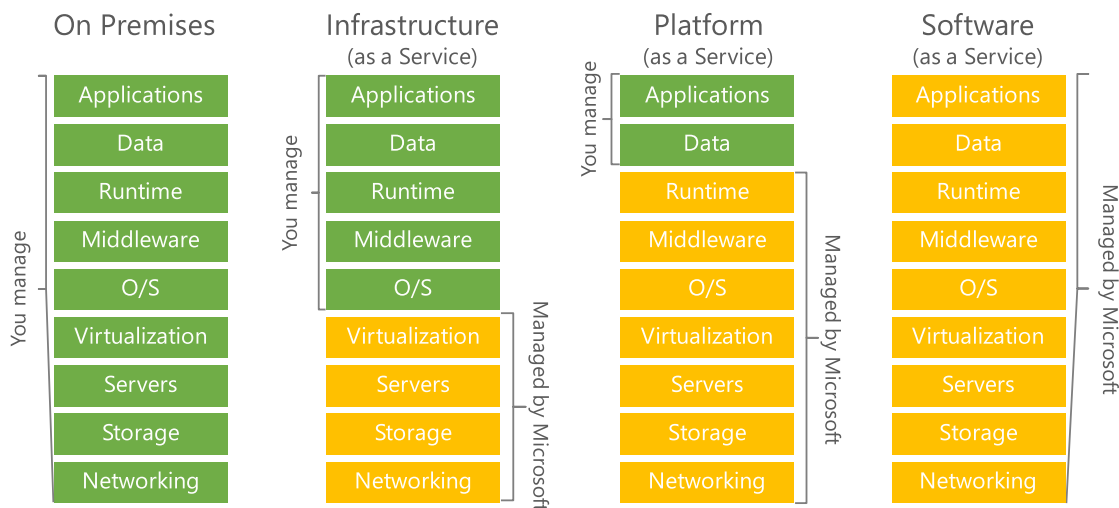 On Premises
You manage
Applications
Data
Runtime
Middleware
O/S
Virtualization
Servers
Storage
Networking
Infrastructure
(as a Service)
You manage
Applications
Data
Runtime
Middleware
O/S
Virtualization
Servers
Storage
Networking
Managed by Microsoft
Platform
(as a Service)
You manage
Applications
Data
Runtime
Middleware
O/S
Virtualization
Servers
Storage
Networking
Managed by Microsoft
Software
(as a Service)
Applications
Data
Runtime
Middleware
O/S
Virtualization
Servers
Storage
Networking
Managed by Microsoft